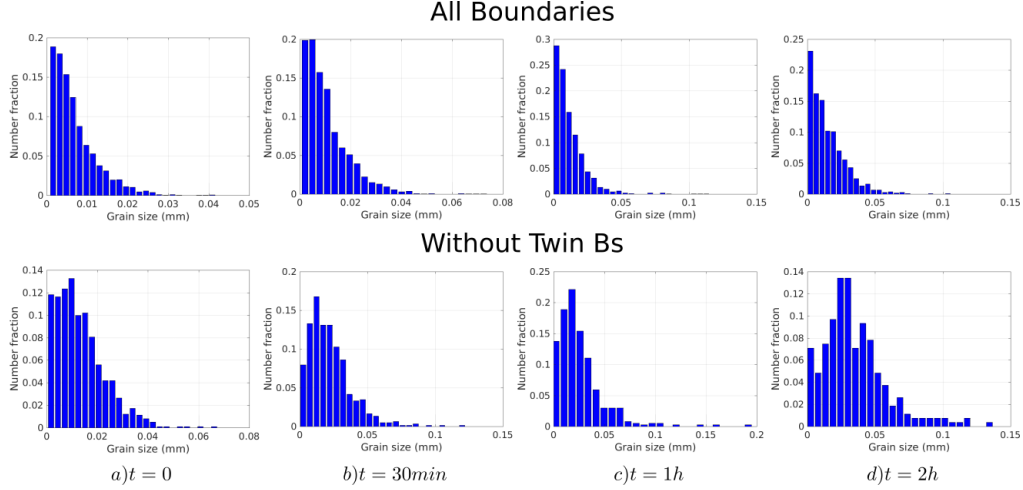 All Boundaries
Number fraction
0.2
0.15
0.1
0.05
0
0 0.01 0.02 0.03 0.04 0.05
Grain size (mm)
Number fraction
0.2
0.15
0.1
0.05
0
0 0.02 0.04 0.06 0.08
Grain size (mm)
Number fraction
0.3
0.25
0.2
0.15
0.1
0.05
0
0 0.05 0.1 0.15
Grain size (mm)
Number fraction
0.25
0.2
0.15
0.1
0.05
0
0 0.05 0.1 0.15
Grain size (mm)
Without Twin Bs
Number fraction
0.14
0.12
0.1
0.08
0.06
0.04
0.02
0
0 0.02 0.04 0.06 0.08
Grain size (mm)
Number fraction
0.2
0.15
0.1
0.05
0
0 0.05 0.1 0.15
Grain size (mm)
Number fraction
0.25
0.2
0.15
0.1
0.05
0
0 0.05 0.1 0.15 0.2
Grain size (mm)
Number fraction
0.14
0.12
0.1
0.08
0.06
0.04
0.02
0
0 0.05 0.1 0.15
Grain size (mm)
a)t = 0
b)t = 30min
c)t = 1h
d)t = 2h